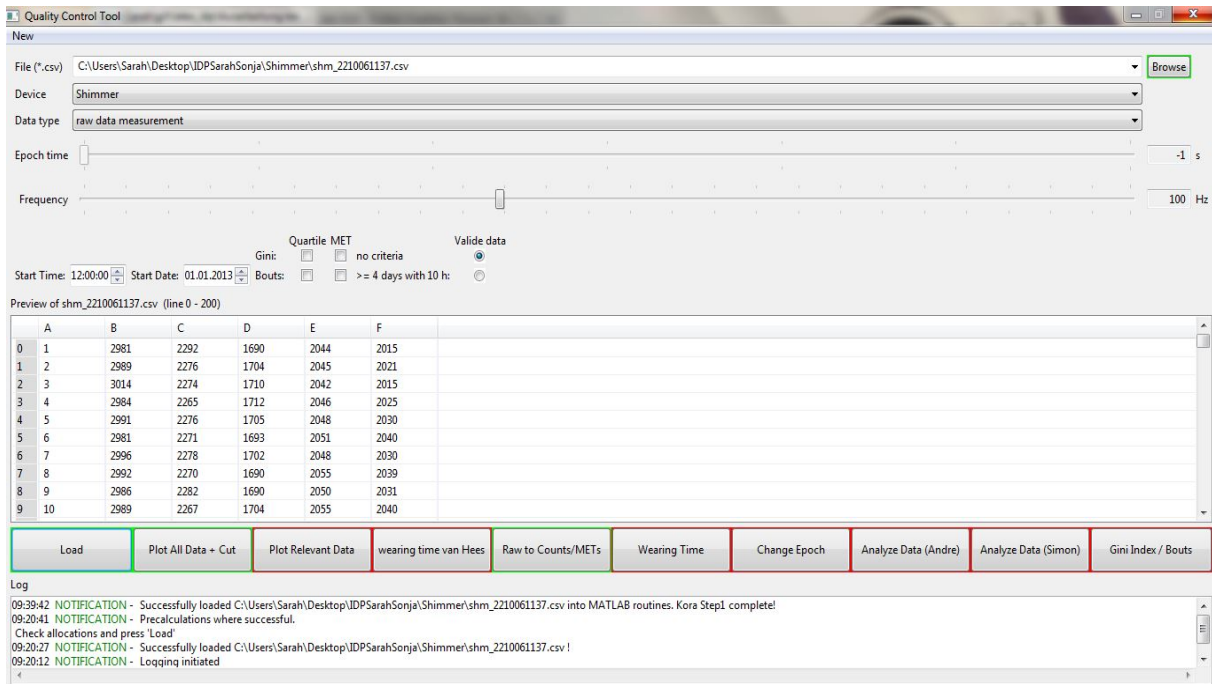 Quality Control Tool
New
File (*.csv) C:\Users\Sarah\Desktop\IDPSarahSonja\Shimmer\shm_2210061137.csv Browse
Device Shimmer
Data type raw data measurement
Epoch time -1 s
Frequency 100 Hz
Quartile MET Valide data
Gini: no criteria
Start Time: 12:00:00 Start Date: 01.01.2013 Bouts: >= 4 days with 10 h:
Preview of shm_2210061137.csv (line 0 - 200)
A B C D E F
0 1 2981 2292 1690 2044 2015
1 2 2989 2276 1704 2045 2021
2 3 3014 2274 1710 2042 2015
3 4 2984 2265 1712 2046 2025
4 5 2991 2276 1705 2048 2030
5 6 2981 2271 1693 2051 2040
6 7 2996 2278 1702 2048 2030
7 8 2992 2270 1690 2055 2039
8 9 2986 2282 1690 2050 2031
9 10 2989 2267 1704 2055 2040
Load Plot All Data + Cut Plot Relevant Data wearing time van Hees Raw to Counts/METs Wearing Time Change Epoch Analyze Data (Andre) Analyze Data (Simon) Gini Index / Bouts
Log
09:39:42 NOTIFICATION - Successfully loaded C:\Users\Sarah\Desktop\IDPSarahSonja\Shimmer\shm_2210061137.csv into MATLAB routines. Kora Step1 complete!
09:20:41 NOTIFICATION - Precalculations where successful.
Check allocations and press 'Load'
09:20:27 NOTIFICATION - Successfully loaded C:\Users\Sarah\Desktop\IDPSarahSonja\Shimmer\shm_2210061137.csv !
09:20:12 NOTIFICATION - Logging initiated